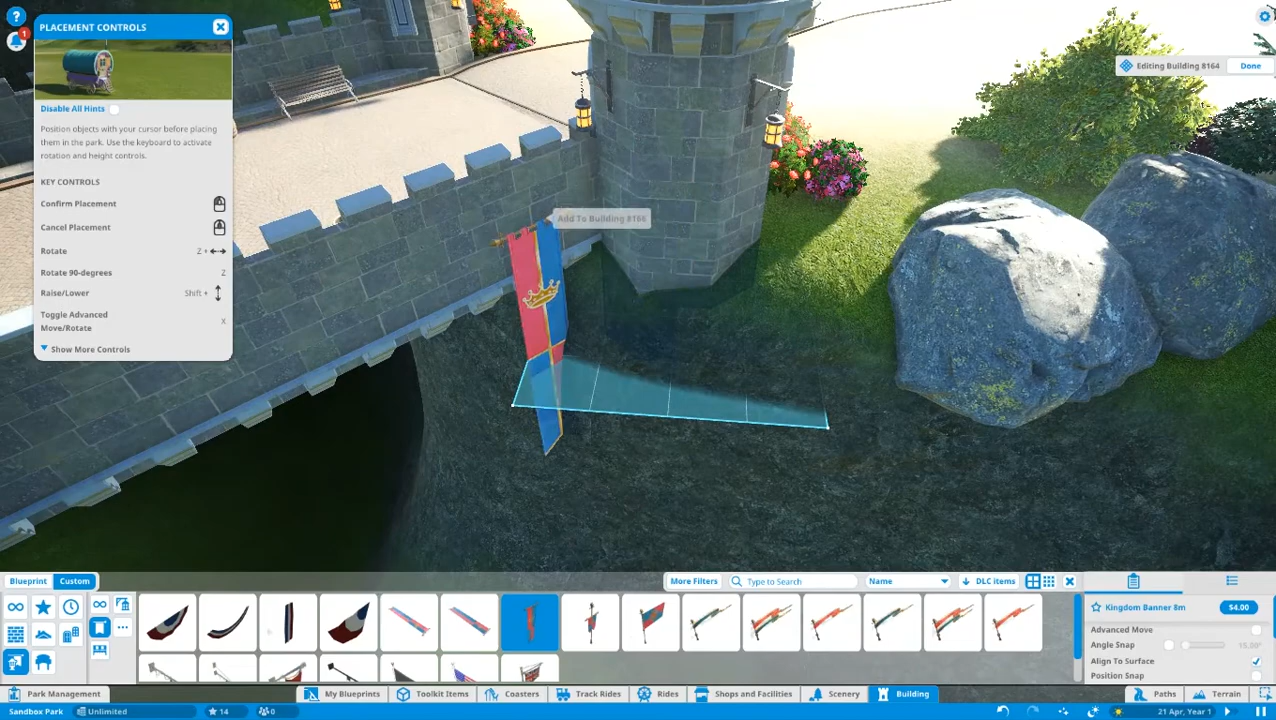 ?
1
PLACEMENT CONTROLS
Disable All Hints
Position objects with your cursor before placing
them in the park. Use the keyboard to activate
rotation and height controls.
KEY CONTROLS
Confirm Placement
Cancel Placement
Rotate Z +
Rotate 90-degrees Z
Raise/Lower Shift +
Toggle Advanced
Move/Rotate X
Show More Controls
Editing Building 8164 Done
Add To Building 8166
Blueprint Custom More Filters Type to Search Name DLC items
Kingdom Banner 8m $4.00
Advanced Move
Angle Snap 15.00°
Align To Surface
Position Snap
Park Management My Blueprints Toolkit Items Coasters Track Rides Rides Shops and Facilities Scenery Building Paths Terrain
Sandbox Park Unlimited 14 0 21 Apr, Year 1